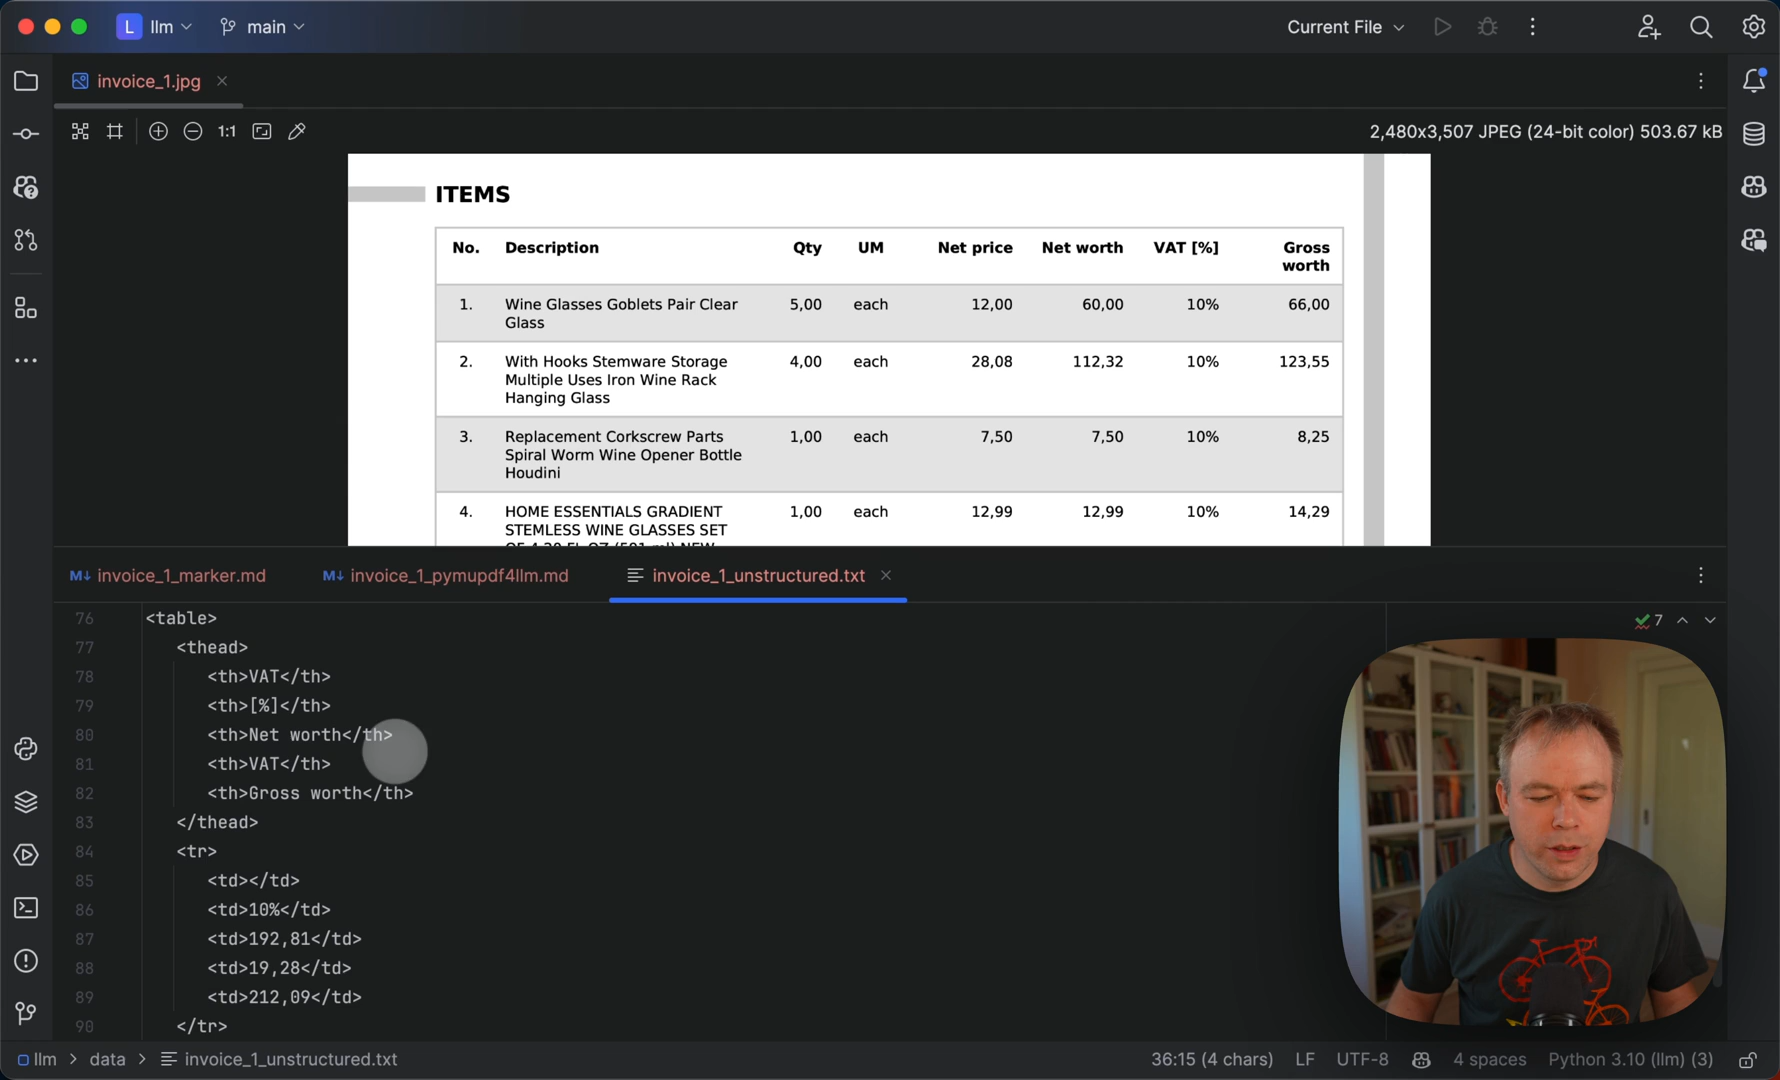 L llm main Current File
invoice_1.jpg
1:1 2,480x3,507 JPEG (24-bit color) 503.67 kB
ITEMS
No. Description Qty UM Net price Net worth VAT [%] Gross worth
1. Wine Glasses Goblets Pair Clear 5,00 each 12,00 60,00 10% 66,00
Glass
2. With Hooks Stemware Storage 4,00 each 28,08 112,32 10% 123,55
Multiple Uses Iron Wine Rack
Hanging Glass
3. Replacement Corkscrew Parts 1,00 each 7,50 7,50 10% 8,25
Spiral Worm Wine Opener Bottle
Houdini
4. HOME ESSENTIALS GRADIENT 1,00 each 12,99 12,99 10% 14,29
STEMLESS WINE GLASSES SET
M↓ invoice_1_marker.md M↓ invoice_1_pymupdf4llm.md invoice_1_unstructured.txt
76 <table> 7
77 <thead>
78 <th>VAT</th>
79 <th>[%]</th>
80 <th>Net worth</th>
81 <th>VAT</th>
82 <th>Gross worth</th>
83 </thead>
84 <tr>
85 <td></td>
86 <td>10%</td>
87 <td>192,81</td>
88 <td>19,28</td>
89 <td>212,09</td>
90 </tr>
llm > data > invoice_1_unstructured.txt 36:15 (4 chars) LF UTF-8 4 spaces Python 3.10 (llm) (3)